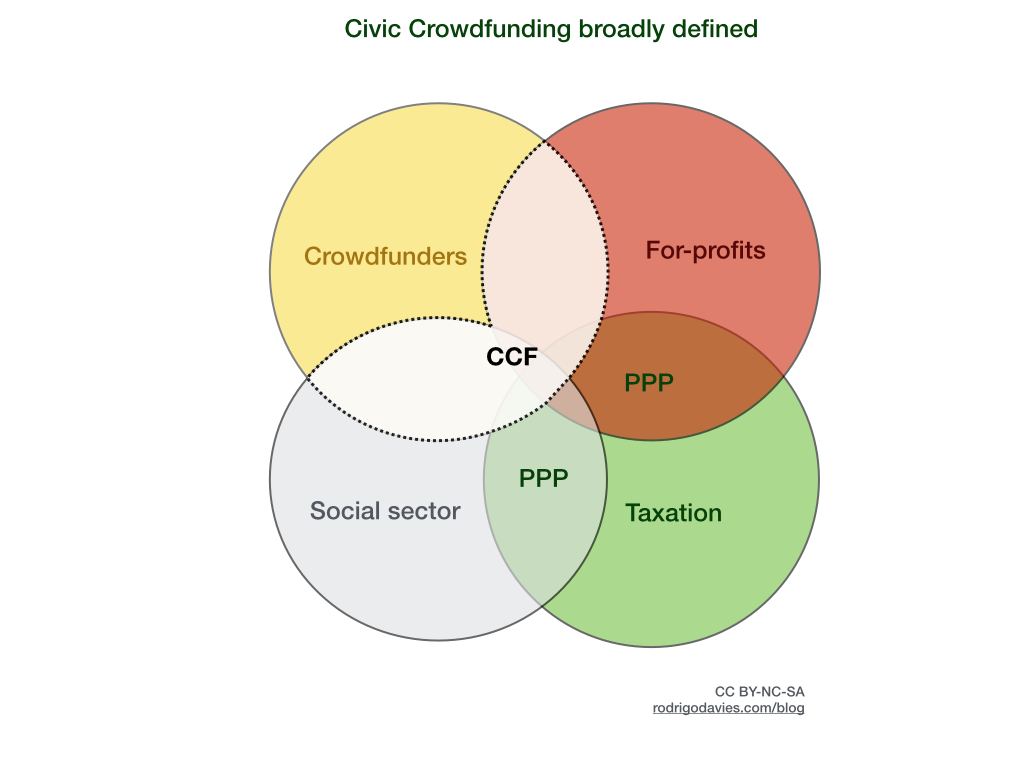 Civic Crowdfunding broadly defined
Crowdfunders
For-profits
CCF
PPP
PPP
Social sector
Taxation
CC BY-NC-SA
rodrigodavies.com/blog